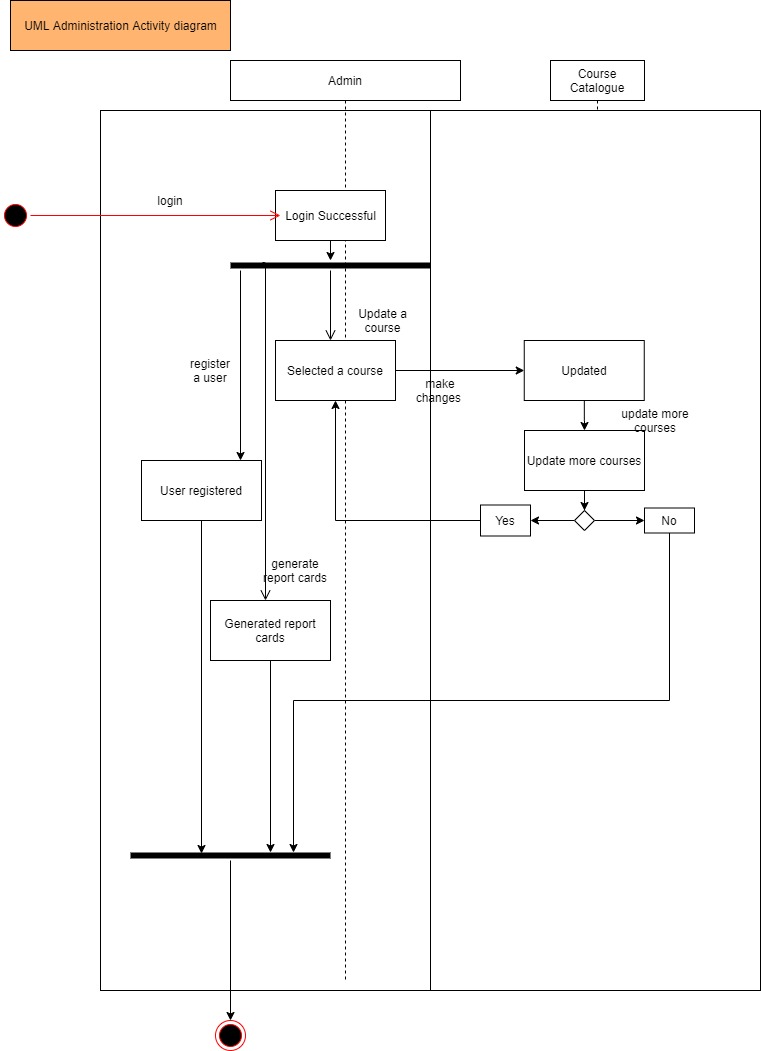 UML Administration Activity diagram
Admin
Course
Catalogue
login
Login Successful
Update a
course
register
a user
Selected a course
make
changes
Updated
update more
courses
Update more courses
User registered
Yes
No
generate
report cards
Generated report
cards